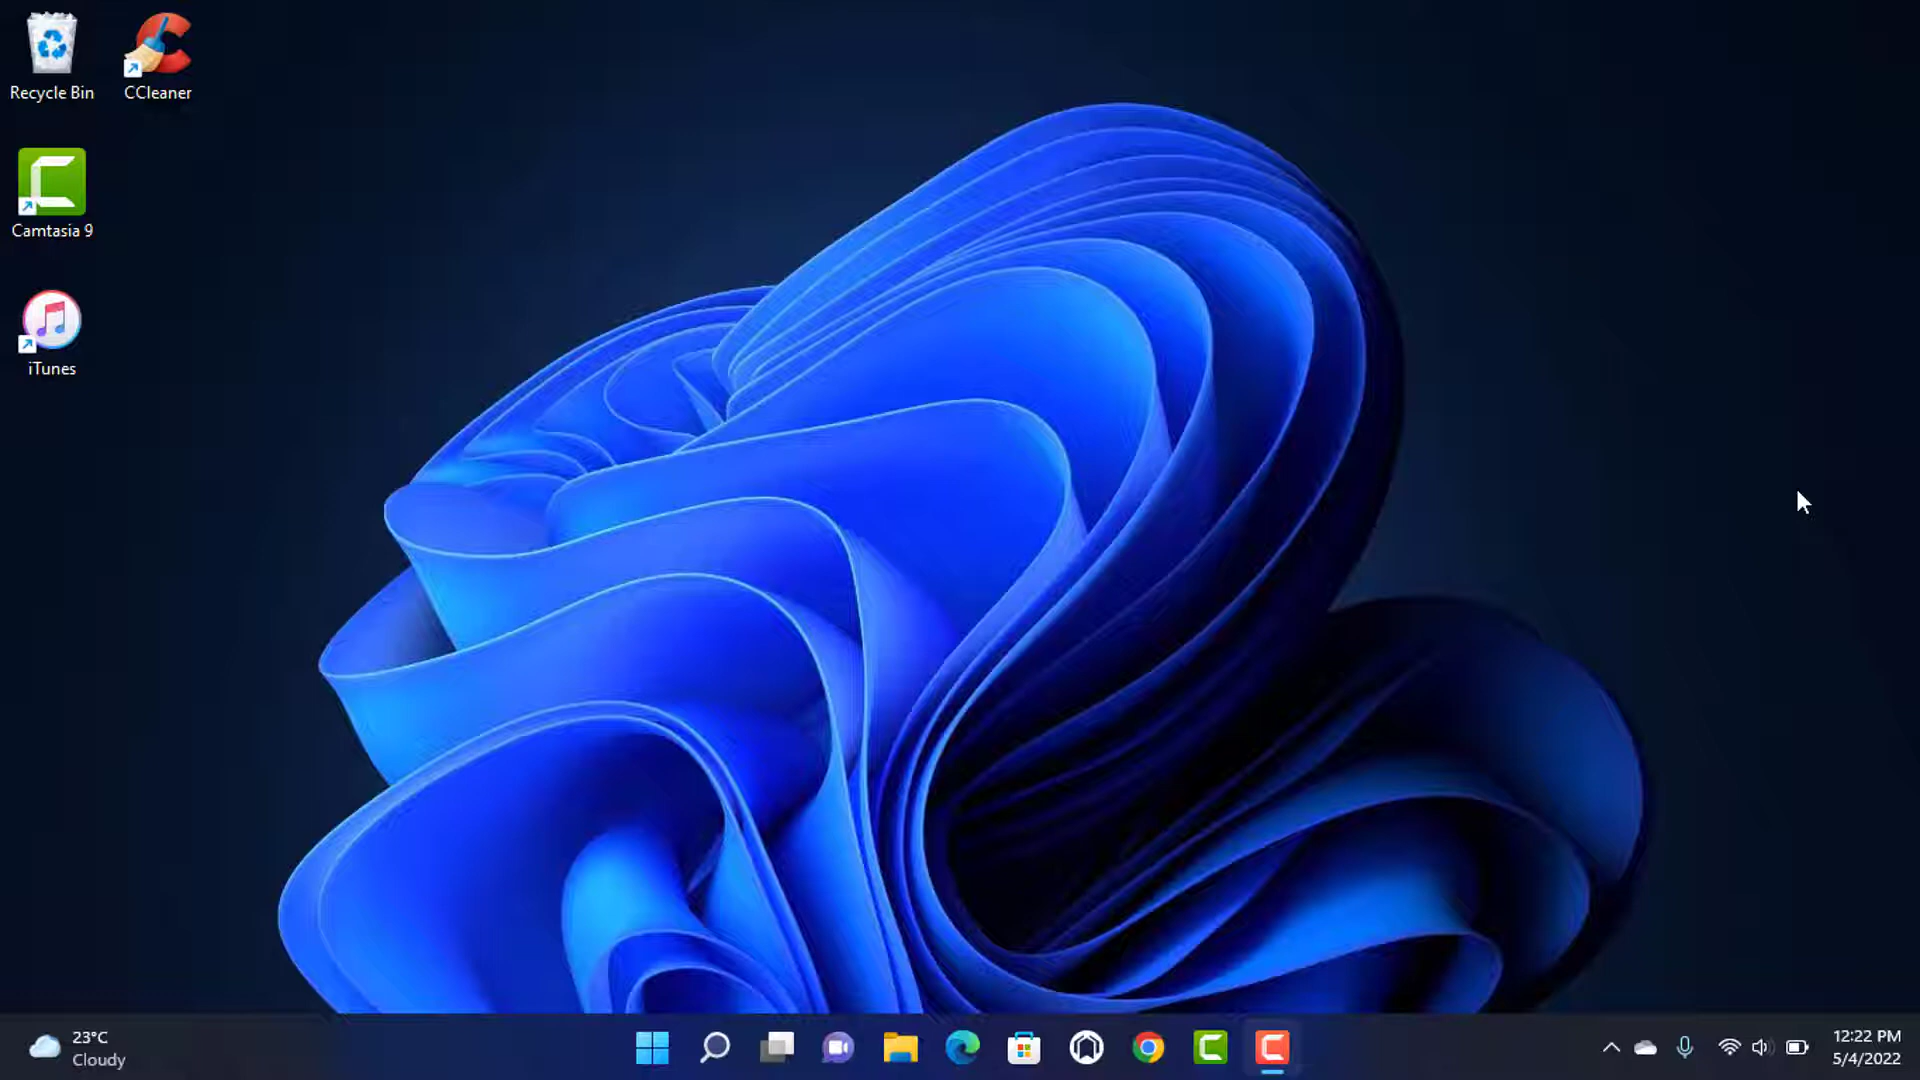 Recycle Bin
CCleaner
Camtasia 9
iTunes
23°C
Cloudy
12:22 PM
5/4/2022